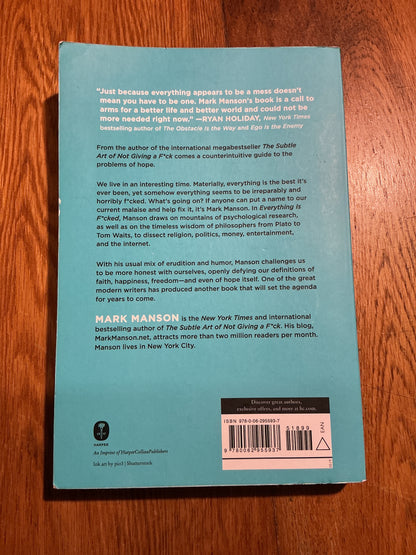 "Just because everything appears to be a mess doesn't
mean you have to be one. Mark Manson's book is a call to
arms for a better life and better world and could not be
more needed right now." —RYAN HOLIDAY, New York Times
bestselling author of The Obstacle Is the Way and Ego Is the Enemy
From the author of the international megabestseller The Subtle
Art of Not Giving a F*ck comes a counterintuitive guide to the
problems of hope.
We live in an interesting time. Materially, everything is the best it's
ever been, yet somehow everything seems to be irreparably and
horribly f*cked. What's going on? If anyone can put a name to our
current malaise and help fix it, it's Mark Manson. In Everything Is
F*cked, Manson draws on mountains of psychological research,
as well as on the timeless wisdom of philosophers from Plato to
Tom Waits, to dissect religion, politics, money, entertainment,
and the internet.
With his usual mix of erudition and humor, Manson challenges us
to be more honest with ourselves, openly defying our definitions of
faith, happiness, freedom—and even of hope itself. One of the great
modern writers has produced another book that will set the agenda
for years to come.
MARK MANSON is the New York Times and international
bestselling author of The Subtle Art of Not Giving a F*ck. His blog,
MarkManson.net, attracts more than two million readers per month.
Manson lives in New York City.
HARPER
An Imprint of HarperCollinsPublishers
Ink art by pio3 | Shutterstock
Discover great authors,
exclusive offers, and more at hc.com.
ISBN 978-0-06-295593-7
51899
9 780062 955937
EAN